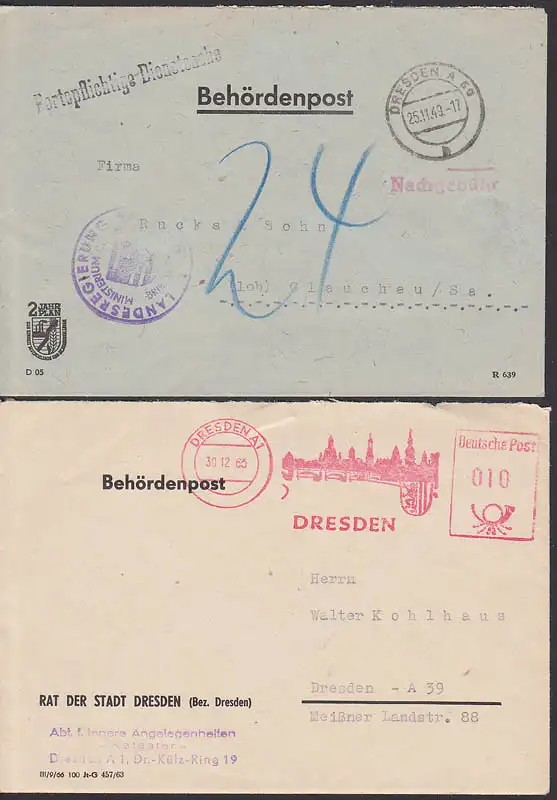 Portopflichtige Dienstsache
Behördenpost
DRESDEN A
25.11.49.-17
Firma
Nachgebühr
24
Rucks Sohn
LANDESREGIERUNG
MINISTERIUM
Glauchau/Sa.
2 JAHR
PLAN
D 05
R 639
DRESDEN A1
30.12.65
Deutsche Post
010
Behördenpost
DRESDEN
Herrn
Walter Kohlhaus
Dresden - A 39
Meißner Landstr. 88
RAT DER STADT DRESDEN (Bez. Dresden)
Abt. f. Innere Angelegenheiten
Dresden A 1, Dr.-Külz-Ring 19
III/9/66 100 Jt-G 457/63